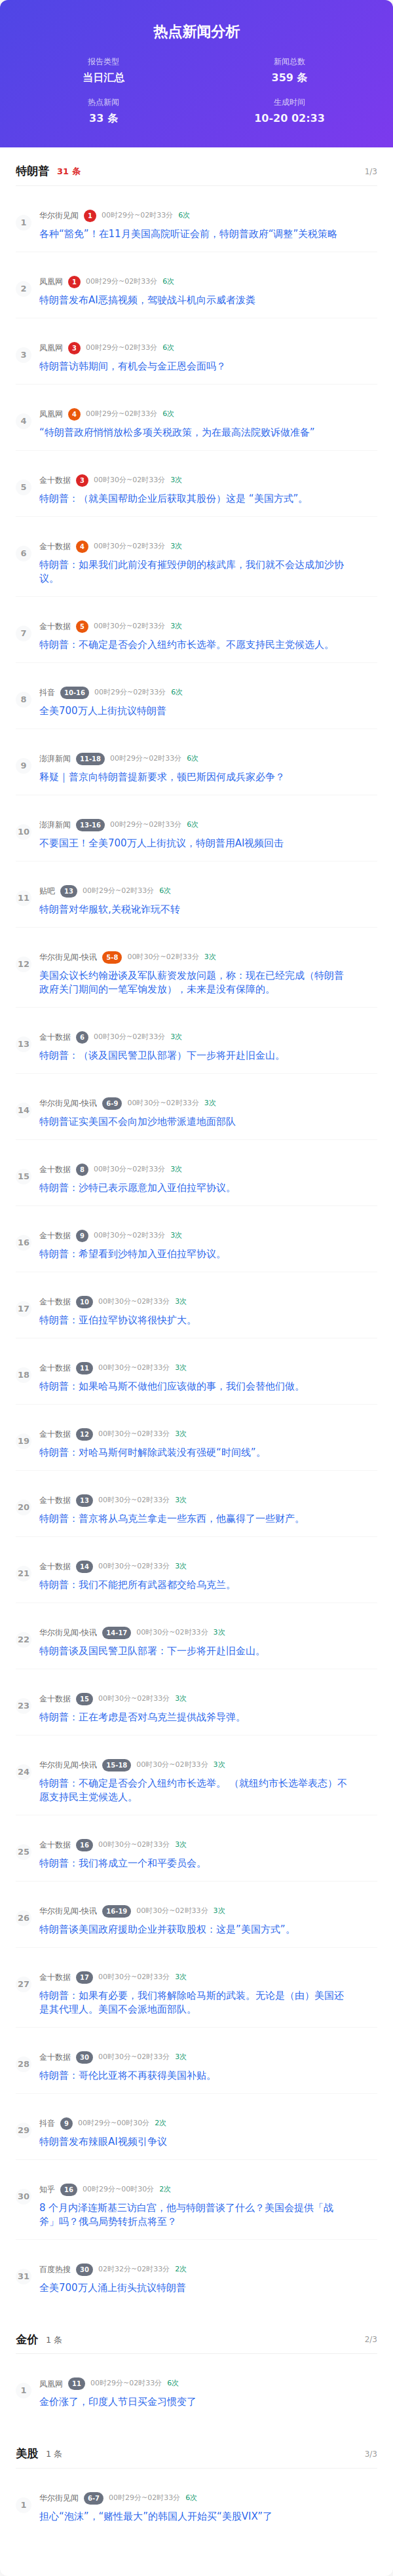 热点新闻分析
报告类型
当日汇总
新闻总数
359 条
热点新闻
33 条
生成时间
10-20 02:33
特朗普 31 条 1/3
1 华尔街见闻 1 00时29分~02时33分 6次
各种“豁免”！在11月美国高院听证会前，特朗普政府“调整”关税策略
2 凤凰网 1 00时29分~02时33分 6次
特朗普发布AI恶搞视频，驾驶战斗机向示威者泼粪
3 凤凰网 3 00时29分~02时33分 6次
特朗普访韩期间，有机会与金正恩会面吗？
4 凤凰网 4 00时29分~02时33分 6次
“特朗普政府悄悄放松多项关税政策，为在最高法院败诉做准备”
5 金十数据 3 00时30分~02时33分 3次
特朗普：（就美国帮助企业后获取其股份）这是 “美国方式”。
6 金十数据 4 00时30分~02时33分 3次
特朗普：如果我们此前没有摧毁伊朗的核武库，我们就不会达成加沙协
议。
7 金十数据 5 00时30分~02时33分 3次
特朗普：不确定是否会介入纽约市长选举。不愿支持民主党候选人。
8 抖音 10-16 00时29分~02时33分 6次
全美700万人上街抗议特朗普
9 澎湃新闻 11-18 00时29分~02时33分 6次
释疑｜普京向特朗普提新要求，顿巴斯因何成兵家必争？
10 澎湃新闻 13-16 00时29分~02时33分 6次
不要国王！全美700万人上街抗议，特朗普用AI视频回击
11 贴吧 13 00时29分~02时33分 6次
特朗普对华服软,关税讹诈玩不转
12 华尔街见闻-快讯 5-8 00时30分~02时33分 3次
美国众议长约翰逊谈及军队薪资发放问题，称：现在已经完成（特朗普
政府关门期间的一笔军饷发放），未来是没有保障的。
13 金十数据 6 00时30分~02时33分 3次
特朗普：（谈及国民警卫队部署）下一步将开赴旧金山。
14 华尔街见闻-快讯 6-9 00时30分~02时33分 3次
特朗普证实美国不会向加沙地带派遣地面部队
15 金十数据 8 00时30分~02时33分 3次
特朗普：沙特已表示愿意加入亚伯拉罕协议。
16 金十数据 9 00时30分~02时33分 3次
特朗普：希望看到沙特加入亚伯拉罕协议。
17 金十数据 10 00时30分~02时33分 3次
特朗普：亚伯拉罕协议将很快扩大。
18 金十数据 11 00时30分~02时33分 3次
特朗普：如果哈马斯不做他们应该做的事，我们会替他们做。
19 金十数据 12 00时30分~02时33分 3次
特朗普：对哈马斯何时解除武装没有强硬“时间线”。
20 金十数据 13 00时30分~02时33分 3次
特朗普：普京将从乌克兰拿走一些东西，他赢得了一些财产。
21 金十数据 14 00时30分~02时33分 3次
特朗普：我们不能把所有武器都交给乌克兰。
22 华尔街见闻-快讯 14-17 00时30分~02时33分 3次
特朗普谈及国民警卫队部署：下一步将开赴旧金山。
23 金十数据 15 00时30分~02时33分 3次
特朗普：正在考虑是否对乌克兰提供战斧导弹。
24 华尔街见闻-快讯 15-18 00时30分~02时33分 3次
特朗普：不确定是否会介入纽约市长选举。 （就纽约市长选举表态）不
愿支持民主党候选人。
25 金十数据 16 00时30分~02时33分 3次
特朗普：我们将成立一个和平委员会。
26 华尔街见闻-快讯 16-19 00时30分~02时33分 3次
特朗普谈美国政府援助企业并获取股权：这是”美国方式“。
27 金十数据 17 00时30分~02时33分 3次
特朗普：如果有必要，我们将解除哈马斯的武装。无论是（由）美国还
是其代理人。美国不会派地面部队。
28 金十数据 30 00时30分~02时33分 3次
特朗普：哥伦比亚将不再获得美国补贴。
29 抖音 9 00时29分~00时30分 2次
特朗普发布辣眼AI视频引争议
30 知乎 16 00时29分~00时30分 2次
8 个月内泽连斯基三访白宫，他与特朗普谈了什么？美国会提供「战
斧」吗？俄乌局势转折点将至？
31 百度热搜 30 02时32分~02时33分 2次
全美700万人涌上街头抗议特朗普
金价 1 条 2/3
1 凤凰网 11 00时29分~02时33分 6次
金价涨了，印度人节日买金习惯变了
美股 1 条 3/3
1 华尔街见闻 6-7 00时29分~02时33分 6次
担心“泡沫”，“赌性最大”的韩国人开始买“美股VIX”了